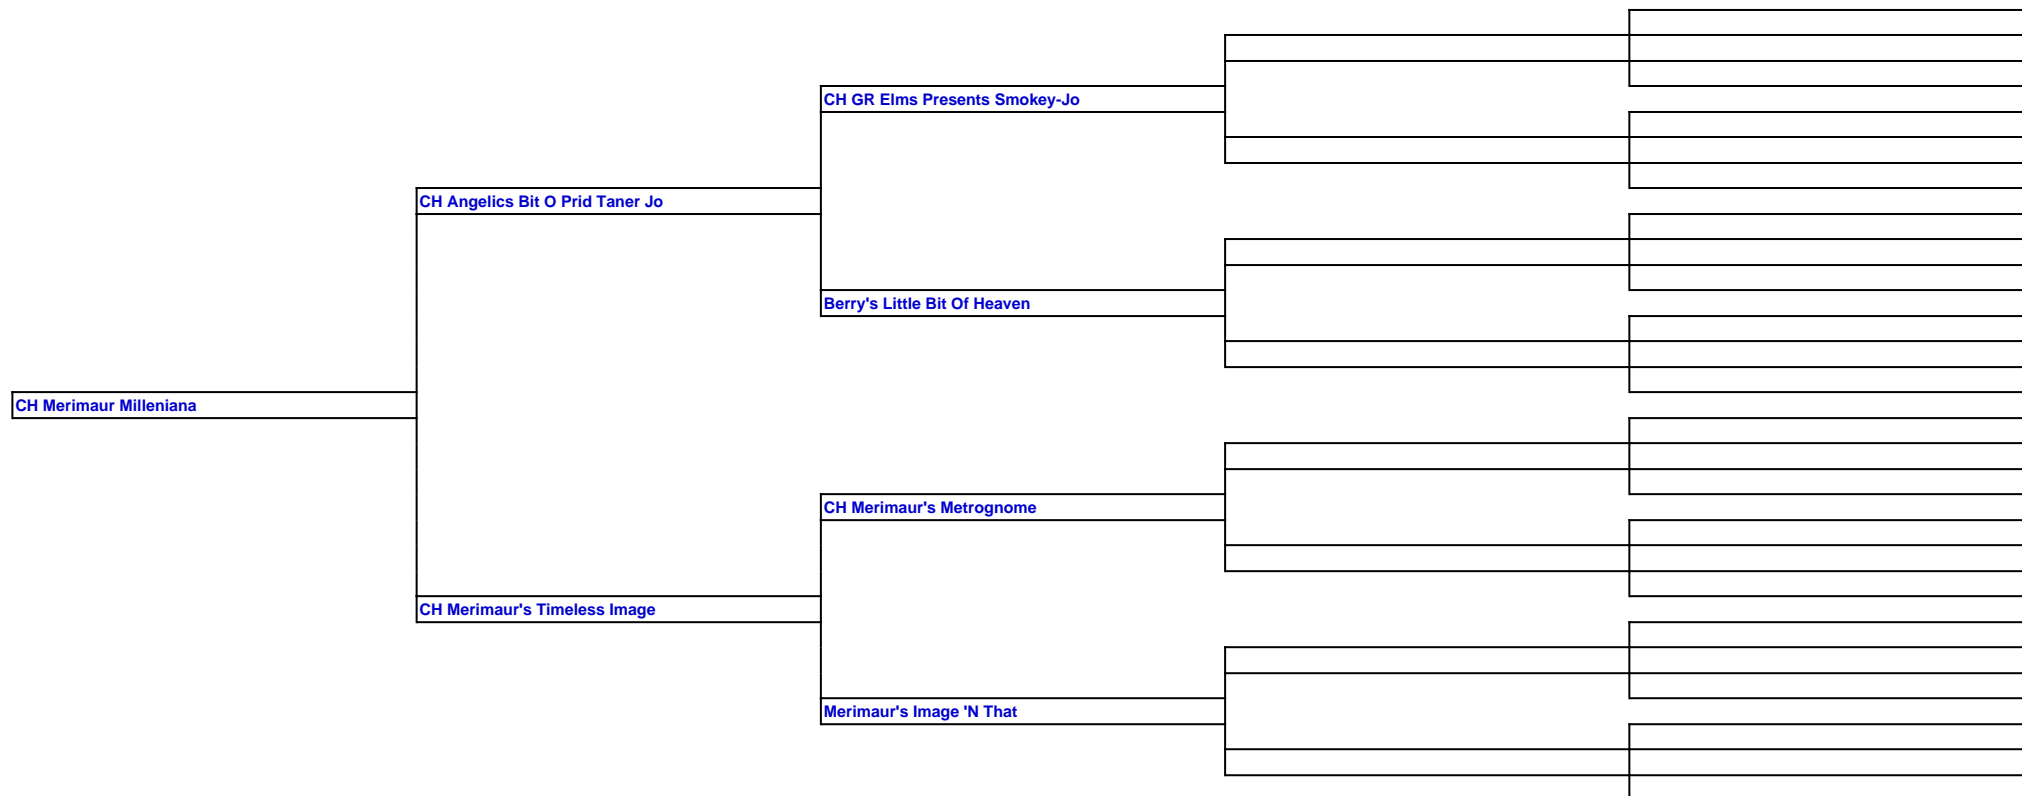 CH GR Elms Presents Smokey-Jo
CH Angelics Bit O Prid Taner Jo
Berry's Little Bit Of Heaven
CH Merimaur Milleniana
CH Merimaur's Metrognome
CH Merimaur's Timeless Image
Merimaur's Image 'N That